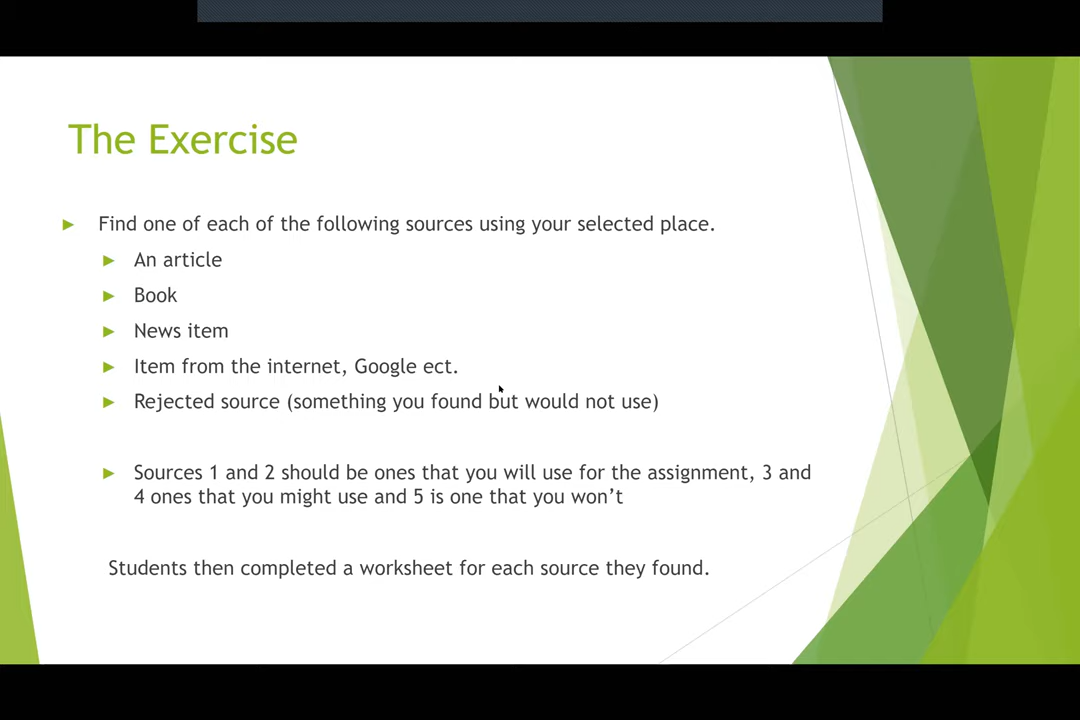 The Exercise
Find one of each of the following sources using your selected place.
An article
Book
News item
Item from the internet, Google ect.
Rejected source (something you found but would not use)
Sources 1 and 2 should be ones that you will use for the assignment, 3 and
4 ones that you might use and 5 is one that you won’t
Students then completed a worksheet for each source they found.